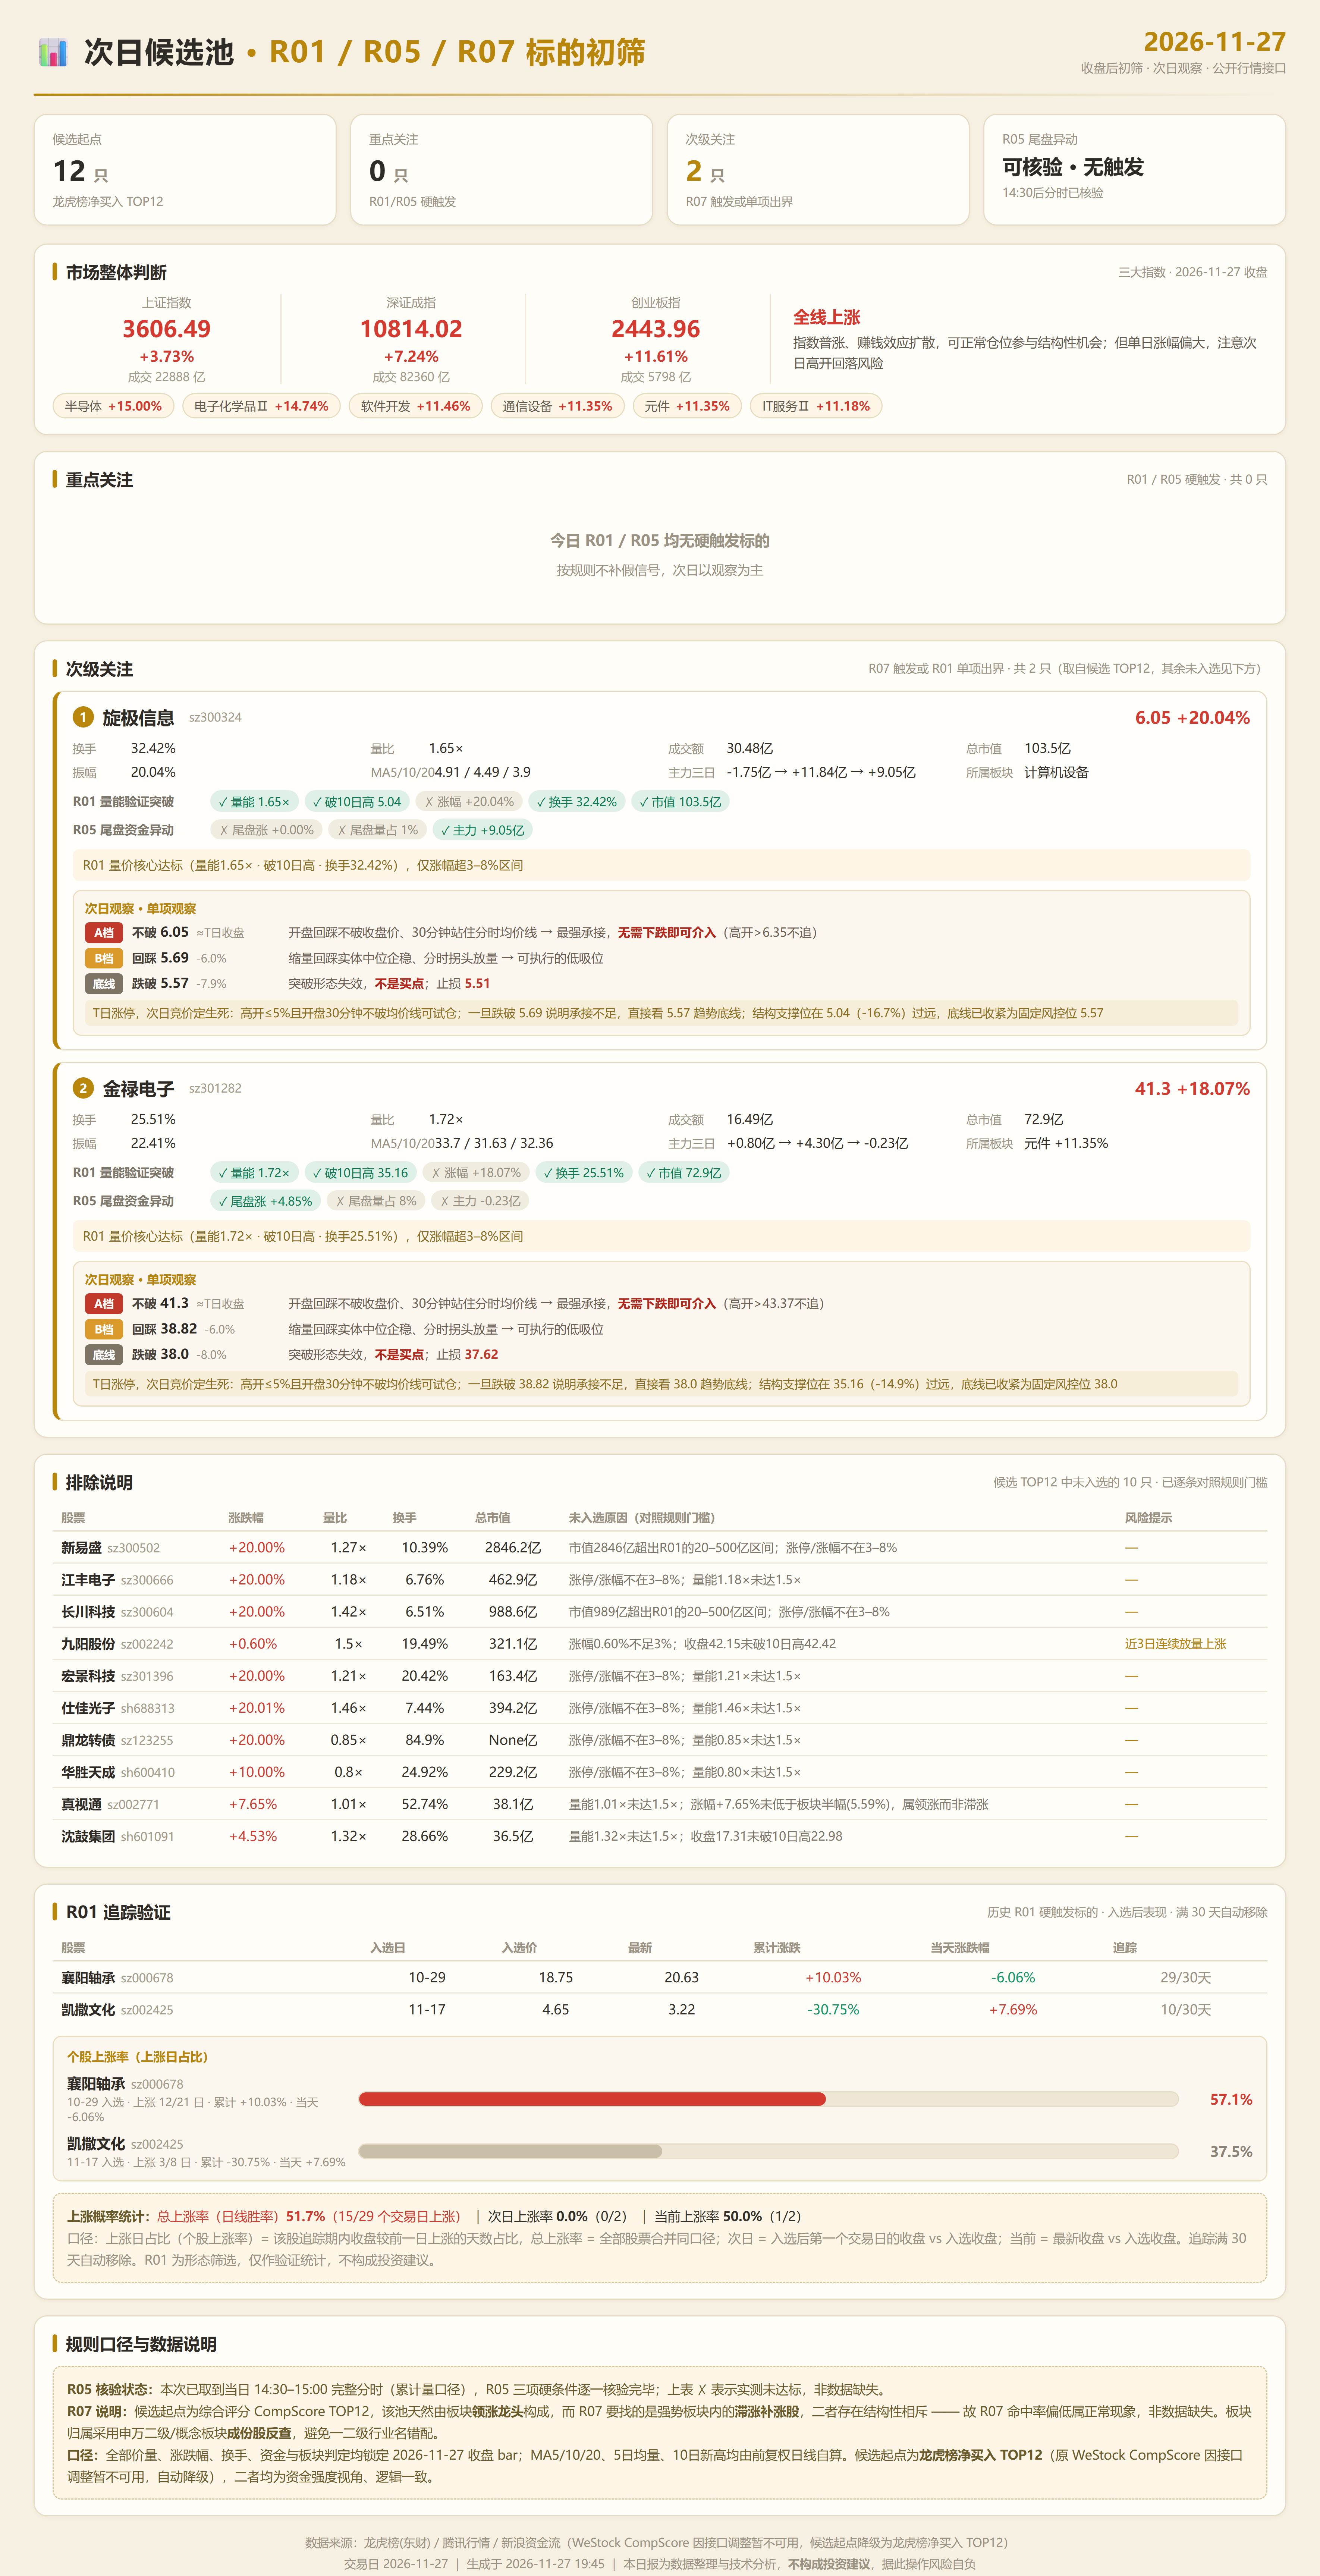 📊 次日候选池 · R01 / R05 / R07 标的初筛
2026-11-27
收盘后初筛 · 次日观察 · 公开行情接口
候选起点
12 只
龙虎榜净买入 TOP12
重点关注
0 只
R01/R05 硬触发
次级关注
2 只
R07 触发或单项出界
R05 尾盘异动
可核验 · 无触发
14:30后分时已核验
市场整体判断
三大指数 · 2026-11-27 收盘
上证指数
3606.49
+3.73%
成交 22888 亿
深证成指
10814.02
+7.24%
成交 82360 亿
创业板指
2443.96
+11.61%
成交 5798 亿
全线上涨
指数普涨、赚钱效应扩散，可正常仓位参与结构性机会；但单日涨幅偏大，注意次
日高开回落风险
半导体 +15.00% 电子化学品Ⅱ +14.74% 软件开发 +11.46% 通信设备 +11.35% 元件 +11.35% IT服务Ⅱ +11.18%
重点关注
R01 / R05 硬触发 · 共 0 只
今日 R01 / R05 均无硬触发标的
按规则不补假信号，次日以观察为主
次级关注
R07 触发或 R01 单项出界 · 共 2 只（取自候选 TOP12，其余未入选见下方）
1 旋极信息 sz300324 6.05 +20.04%
换手 32.42% 量比 1.65× 成交额 30.48亿 总市值 103.5亿
振幅 20.04% MA5/10/20 4.91 / 4.49 / 3.9 主力三日 -1.75亿 → +11.84亿 → +9.05亿 所属板块 计算机设备
R01 量能验证突破 ✓ 量能 1.65× ✓ 破10日高 5.04 ✗ 涨幅 +20.04% ✓ 换手 32.42% ✓ 市值 103.5亿
R05 尾盘资金异动 ✗ 尾盘涨 +0.00% ✗ 尾盘量占 1% ✓ 主力 +9.05亿
R01 量价核心达标（量能1.65× · 破10日高 · 换手32.42%），仅涨幅超3–8%区间
次日观察 · 单项观察
A档 不破 6.05 ≈T日收盘 开盘回踩不破收盘价、30分钟站住分时均价线 → 最强承接，无需下跌即可介入（高开>6.35不追）
B档 回踩 5.69 -6.0% 缩量回踩实体中位企稳、分时拐头放量 → 可执行的低吸位
底线 跌破 5.57 -7.9% 突破形态失效，不是买点；止损 5.51
T日涨停，次日竞价定生死：高开≤5%且开盘30分钟不破均价线可试仓；一旦跌破 5.69 说明承接不足，直接看 5.57 趋势底线；结构支撑位在 5.04（-16.7%）过远，底线已收紧为固定风控位 5.57
2 金禄电子 sz301282 41.3 +18.07%
换手 25.51% 量比 1.72× 成交额 16.49亿 总市值 72.9亿
振幅 22.41% MA5/10/20 33.7 / 31.63 / 32.36 主力三日 +0.80亿 → +4.30亿 → -0.23亿 所属板块 元件 +11.35%
R01 量能验证突破 ✓ 量能 1.72× ✓ 破10日高 35.16 ✗ 涨幅 +18.07% ✓ 换手 25.51% ✓ 市值 72.9亿
R05 尾盘资金异动 ✓ 尾盘涨 +4.85% ✗ 尾盘量占 8% ✗ 主力 -0.23亿
R01 量价核心达标（量能1.72× · 破10日高 · 换手25.51%），仅涨幅超3–8%区间
次日观察 · 单项观察
A档 不破 41.3 ≈T日收盘 开盘回踩不破收盘价、30分钟站住分时均价线 → 最强承接，无需下跌即可介入（高开>43.37不追）
B档 回踩 38.82 -6.0% 缩量回踩实体中位企稳、分时拐头放量 → 可执行的低吸位
底线 跌破 38.0 -8.0% 突破形态失效，不是买点；止损 37.62
T日涨停，次日竞价定生死：高开≤5%且开盘30分钟不破均价线可试仓；一旦跌破 38.82 说明承接不足，直接看 38.0 趋势底线；结构支撑位在 35.16（-14.9%）过远，底线已收紧为固定风控位 38.0
排除说明
候选 TOP12 中未入选的 10 只 · 已逐条对照规则门槛
股票 涨跌幅 量比 换手 总市值 未入选原因（对照规则门槛） 风险提示
新易盛 sz300502 +20.00% 1.27× 10.39% 2846.2亿 市值2846亿超出R01的20–500亿区间；涨停/涨幅不在3–8% —
江丰电子 sz300666 +20.00% 1.18× 6.76% 462.9亿 涨停/涨幅不在3–8%；量能1.18×未达1.5× —
长川科技 sz300604 +20.00% 1.42× 6.51% 988.6亿 市值989亿超出R01的20–500亿区间；涨停/涨幅不在3–8% —
九阳股份 sz002242 +0.60% 1.5× 19.49% 321.1亿 涨幅0.60%不足3%；收盘42.15未破10日高42.42 近3日连续放量上涨
宏景科技 sz301396 +20.00% 1.21× 20.42% 163.4亿 涨停/涨幅不在3–8%；量能1.21×未达1.5× —
仕佳光子 sh688313 +20.01% 1.46× 7.44% 394.2亿 涨停/涨幅不在3–8%；量能1.46×未达1.5× —
鼎龙转债 sz123255 +20.00% 0.85× 84.9% None亿 涨停/涨幅不在3–8%；量能0.85×未达1.5× —
华胜天成 sh600410 +10.00% 0.8× 24.92% 229.2亿 涨停/涨幅不在3–8%；量能0.80×未达1.5× —
真视通 sz002771 +7.65% 1.01× 52.74% 38.1亿 量能1.01×未达1.5×；涨幅+7.65%未低于板块半幅(5.59%)，属领涨而非滞涨 —
沈鼓集团 sh601091 +4.53% 1.32× 28.66% 36.5亿 量能1.32×未达1.5×；收盘17.31未破10日高22.98 —
R01 追踪验证
历史 R01 硬触发标的 · 入选后表现 · 满 30 天自动移除
股票 入选日 入选价 最新 累计涨跌 当天涨跌幅 追踪
襄阳轴承 sz000678 10-29 18.75 20.63 +10.03% -6.06% 29/30天
凯撒文化 sz002425 11-17 4.65 3.22 -30.75% +7.69% 10/30天
个股上涨率（上涨日占比）
襄阳轴承 sz000678
10-29 入选 · 上涨 12/21 日 · 累计 +10.03% · 当天
-6.06%
57.1%
凯撒文化 sz002425
11-17 入选 · 上涨 3/8 日 · 累计 -30.75% · 当天 +7.69%
37.5%
上涨概率统计：总上涨率（日线胜率）51.7%（15/29 个交易日上涨） ｜ 次日上涨率 0.0%（0/2） ｜ 当前上涨率 50.0%（1/2）
口径：上涨日占比（个股上涨率）= 该股追踪期内收盘较前一日上涨的天数占比，总上涨率 = 全部股票合并同口径；次日 = 入选后第一个交易日的收盘 vs 入选收盘；当前 = 最新收盘 vs 入选收盘。追踪满 30
天自动移除。R01 为形态筛选，仅作验证统计，不构成投资建议。
规则口径与数据说明
R05 核验状态：本次已取到当日 14:30–15:00 完整分时（累计量口径），R05 三项硬条件逐一核验完毕；上表 ✗ 表示实测未达标，非数据缺失。
R07 说明：候选起点为综合评分 CompScore TOP12，该池天然由板块领涨龙头构成，而 R07 要找的是强势板块内的滞涨补涨股，二者存在结构性相斥 —— 故 R07 命中率偏低属正常现象，非数据缺失。板块
归属采用申万二级/概念板块成份股反查，避免一二级行业名错配。
口径：全部价量、涨跌幅、换手、资金与板块判定均锁定 2026-11-27 收盘 bar；MA5/10/20、5日均量、10日新高均由前复权日线自算。候选起点为龙虎榜净买入 TOP12（原 WeStock CompScore 因接口
调整暂不可用，自动降级），二者均为资金强度视角、逻辑一致。
数据来源：龙虎榜(东财) / 腾讯行情 / 新浪资金流（WeStock CompScore 因接口调整暂不可用，候选起点降级为龙虎榜净买入 TOP12）
交易日 2026-11-27 ｜ 生成于 2026-11-27 19:45 ｜ 本日报为数据整理与技术分析，不构成投资建议，据此操作风险自负